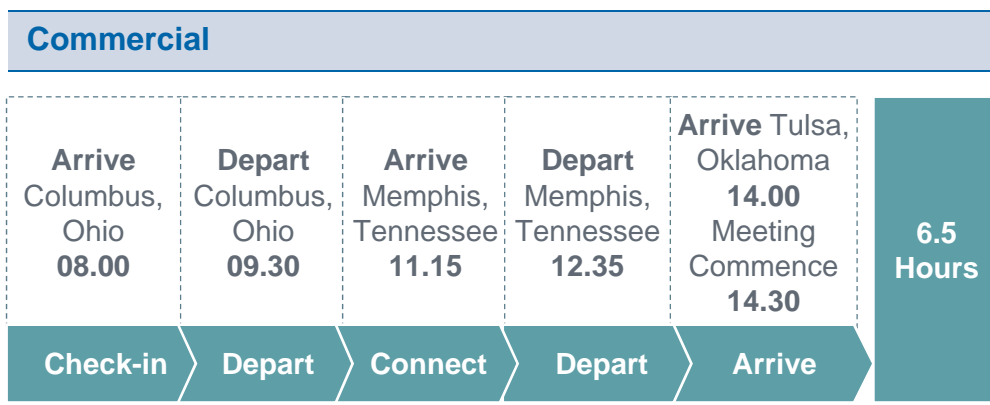 Commercial
Arrive
Columbus,
Ohio
08.00
Depart
Columbus,
Ohio
09.30
Arrive
Memphis,
Tennessee
11.15
Depart
Memphis,
Tennessee
12.35
Arrive Tulsa,
Oklahoma
14.00
Meeting
Commence
14.30
6.5
Hours
Check-in
Depart
Connect
Depart
Arrive